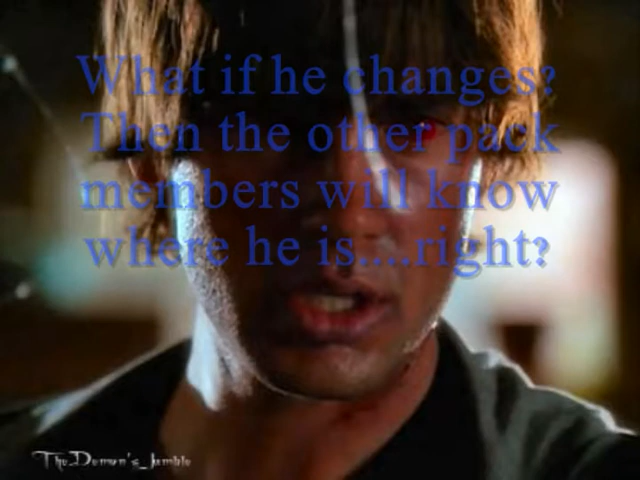 What if he changes?
Then the other pack
members will know
where he is....right?
TheDemon's_Jamble